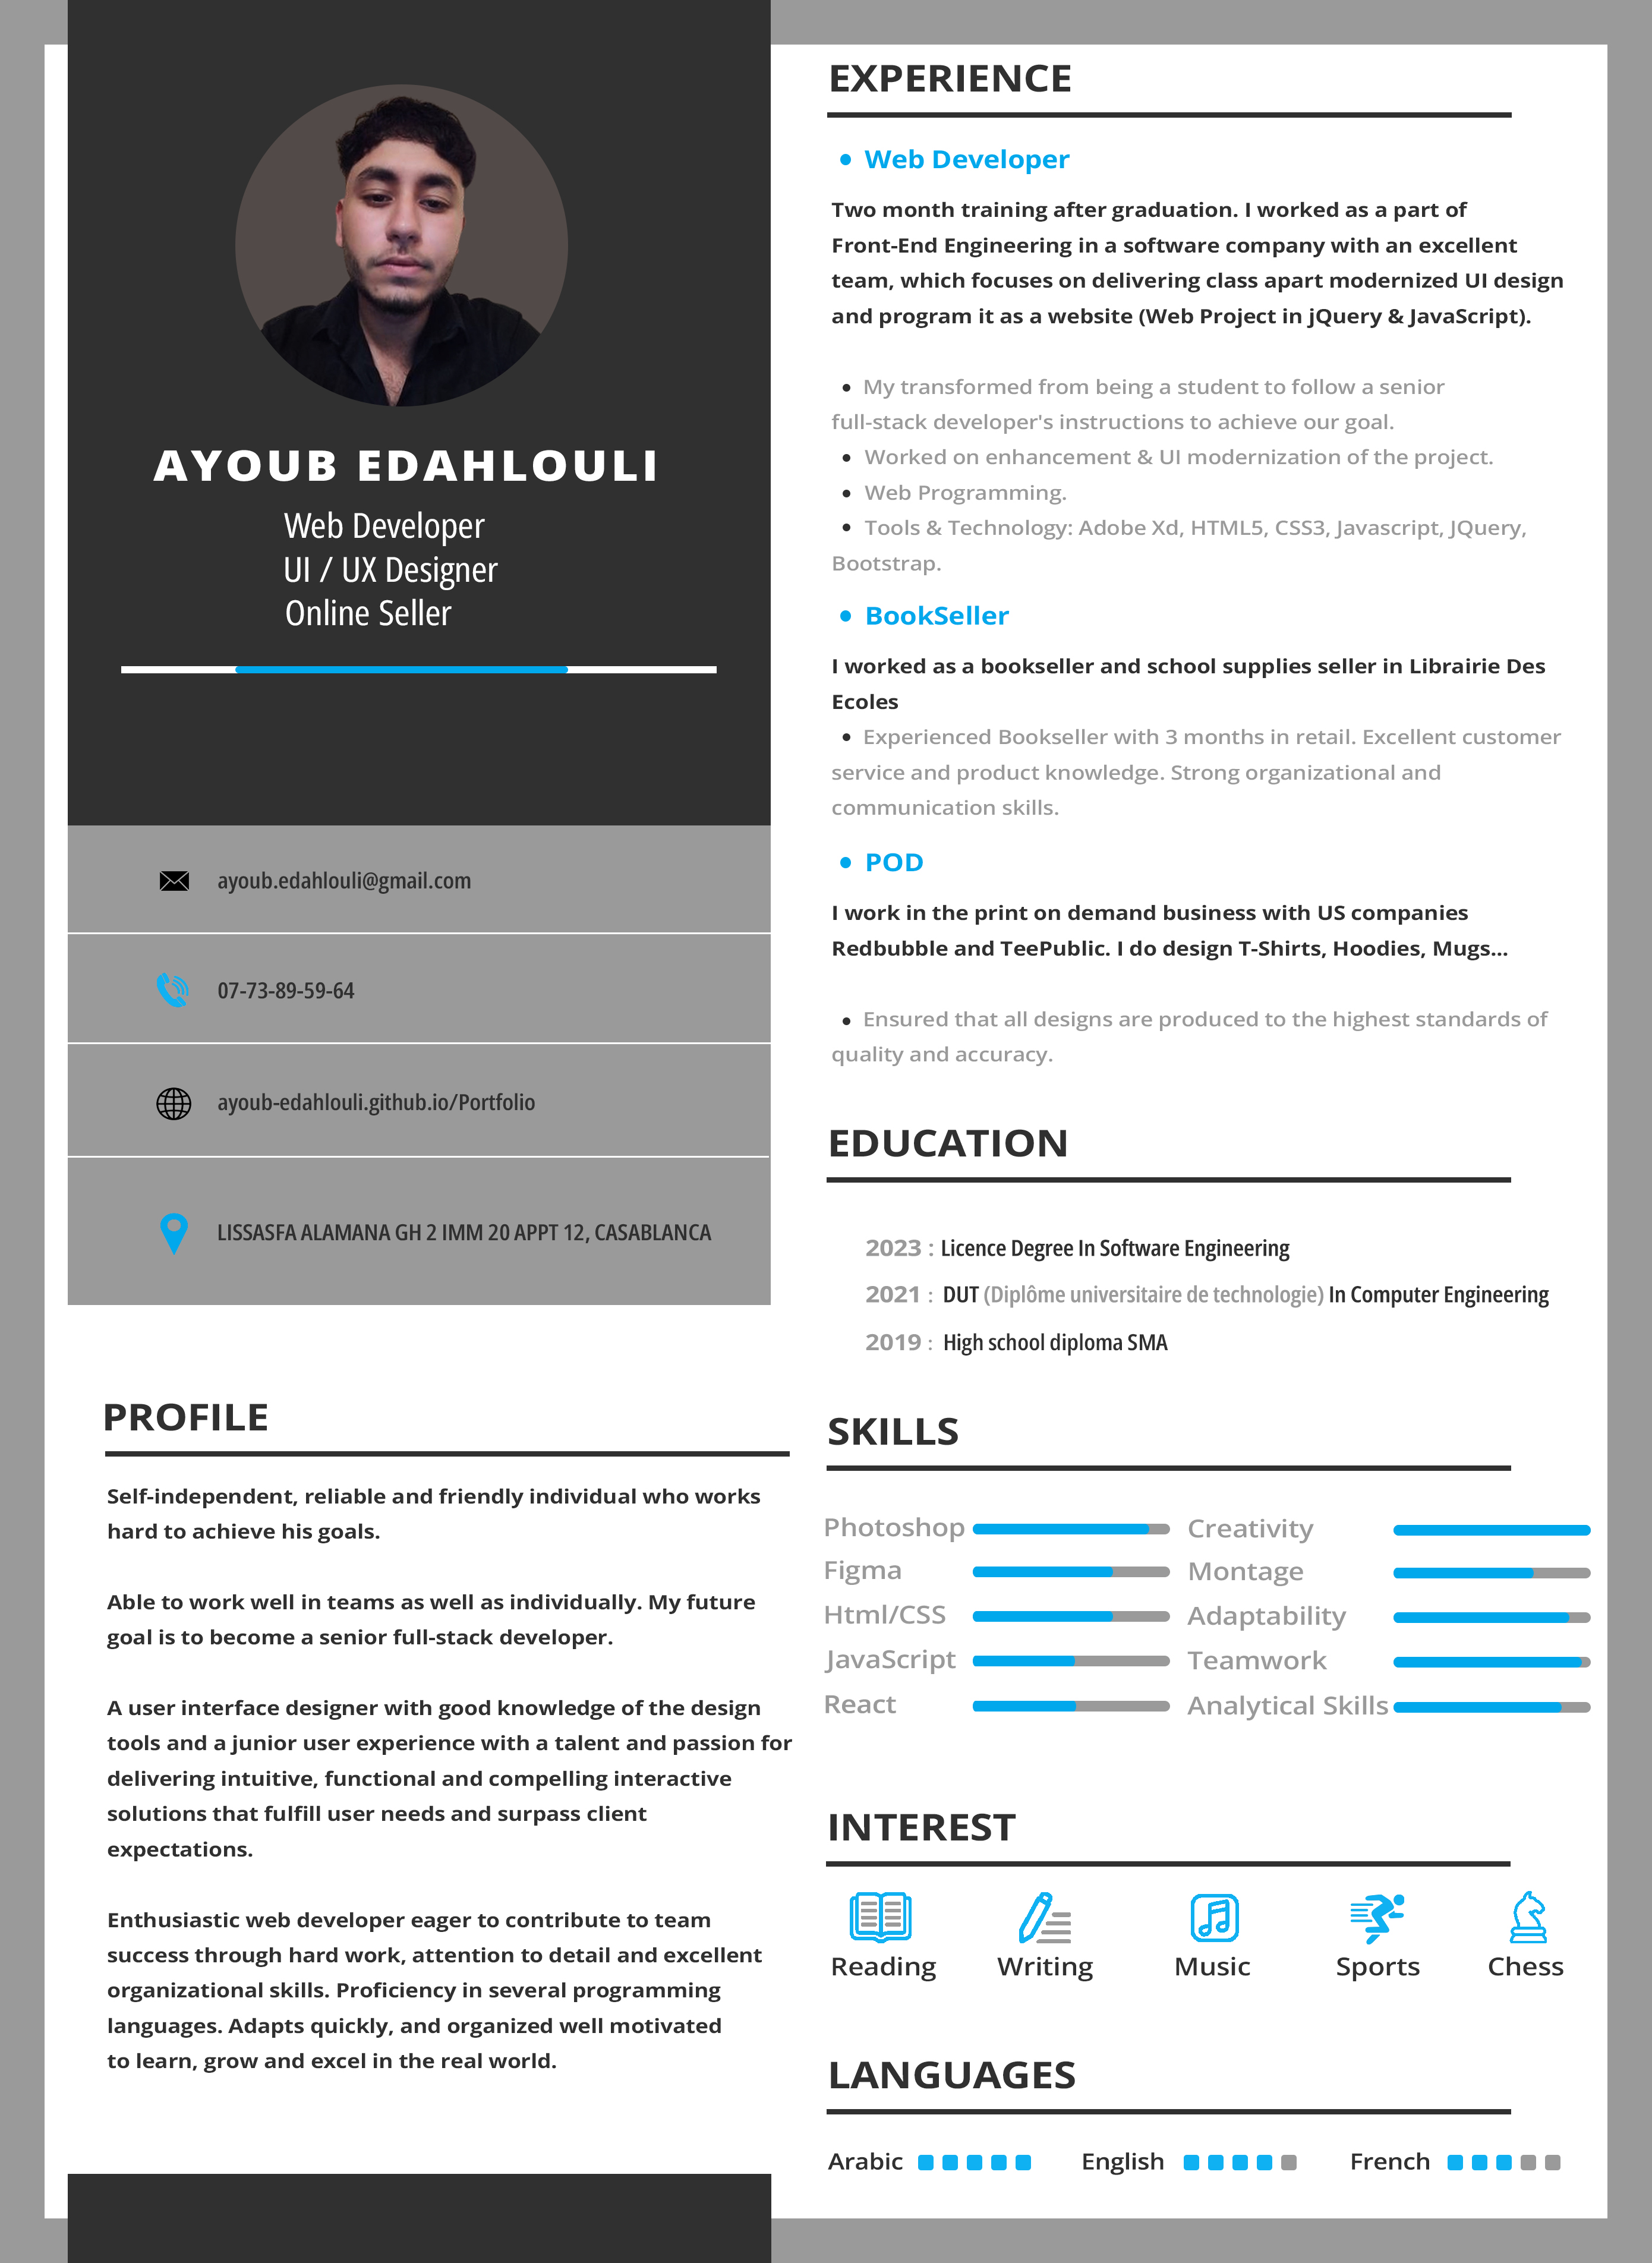 AYOUB EDAHLOULI
Web Developer
UI / UX Designer
Online Seller
ayoub.edahlouli@gmail.com
07-73-89-59-64
ayoub-edahlouli.github.io/Portfolio
LISSASFA ALAMANA GH 2 IMM 20 APPT 12, CASABLANCA
PROFILE
Self-independent, reliable and friendly individual who works
hard to achieve his goals.
Able to work well in teams as well as individually. My future
goal is to become a senior full-stack developer.
A user interface designer with good knowledge of the design
tools and a junior user experience with a talent and passion for
delivering intuitive, functional and compelling interactive
solutions that fulfill user needs and surpass client
expectations.
Enthusiastic web developer eager to contribute to team
success through hard work, attention to detail and excellent
organizational skills. Proficiency in several programming
languages. Adapts quickly, and organized well motivated
to learn, grow and excel in the real world.
EXPERIENCE
• Web Developer
Two month training after graduation. I worked as a part of
Front-End Engineering in a software company with an excellent
team, which focuses on delivering class apart modernized UI design
and program it as a website (Web Project in jQuery & JavaScript).
• My transformed from being a student to follow a senior
full-stack developer's instructions to achieve our goal.
• Worked on enhancement & UI modernization of the project.
• Web Programming.
• Tools & Technology: Adobe Xd, HTML5, CSS3, Javascript, JQuery,
Bootstrap.
• BookSeller
I worked as a bookseller and school supplies seller in Librairie Des
Ecoles
• Experienced Bookseller with 3 months in retail. Excellent customer
service and product knowledge. Strong organizational and
communication skills.
• POD
I work in the print on demand business with US companies
Redbubble and TeePublic. I do design T-Shirts, Hoodies, Mugs...
• Ensured that all designs are produced to the highest standards of
quality and accuracy.
EDUCATION
2023 : Licence Degree In Software Engineering
2021 : DUT (Diplôme universitaire de technologie) In Computer Engineering
2019 : High school diploma SMA
SKILLS
Photoshop
Figma
Html/CSS
JavaScript
React
Creativity
Montage
Adaptability
Teamwork
Analytical Skills
INTEREST
Reading Writing Music Sports Chess
LANGUAGES
Arabic English French